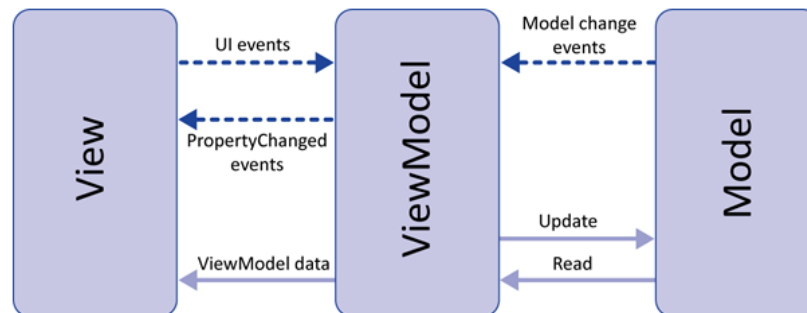 View
UI events
PropertyChanged
events
ViewModel data
ViewModel
Model change
events
Update
Read
Model